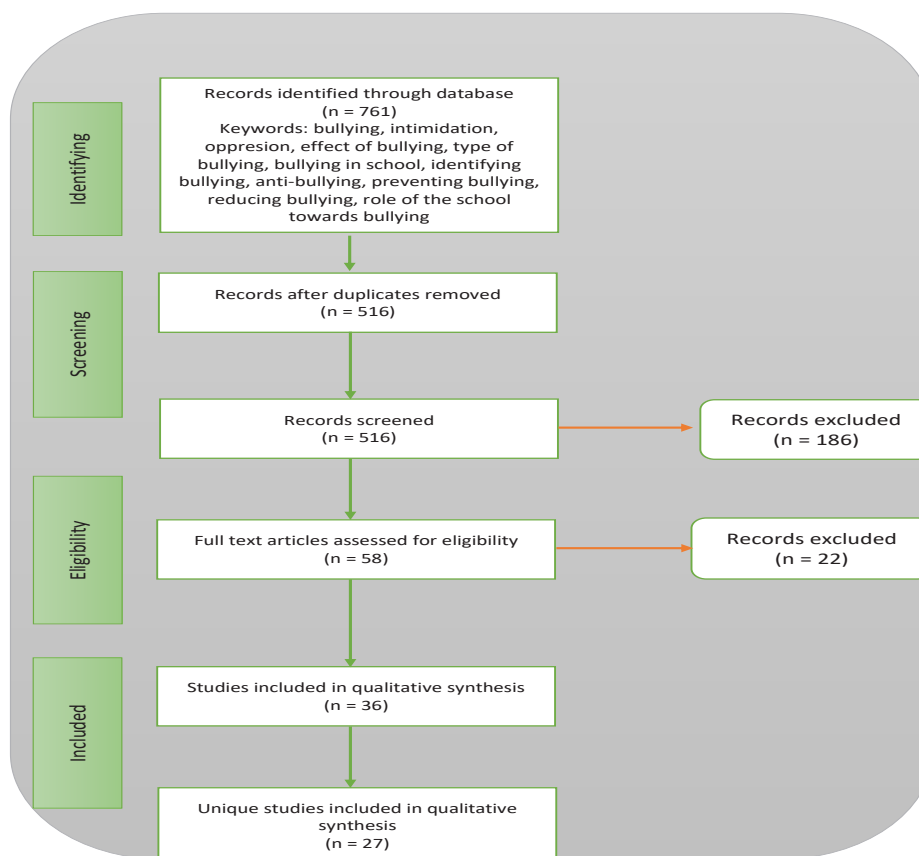 Identifying
Records identified through database
(n = 761)
Keywords: bullying, intimidation,
oppresion, effect of bullying, type of
bullying, bullying in school, identifying
bullying, anti-bullying, preventing bullying,
reducing bullying, role of the school
towards bullying
Screening
Records after duplicates removed
(n = 516)
Records screened
(n = 516)
Records excluded
(n = 186)
Eligibility
Full text articles assessed for eligibility
(n = 58)
Records excluded
(n = 22)
Included
Studies included in qualitative synthesis
(n = 36)
Unique studies included in qualitative
synthesis
(n = 27)